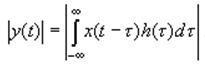 |y(t)| = |∫_{-∞}^{∞} x(t − τ)h(τ)dτ|